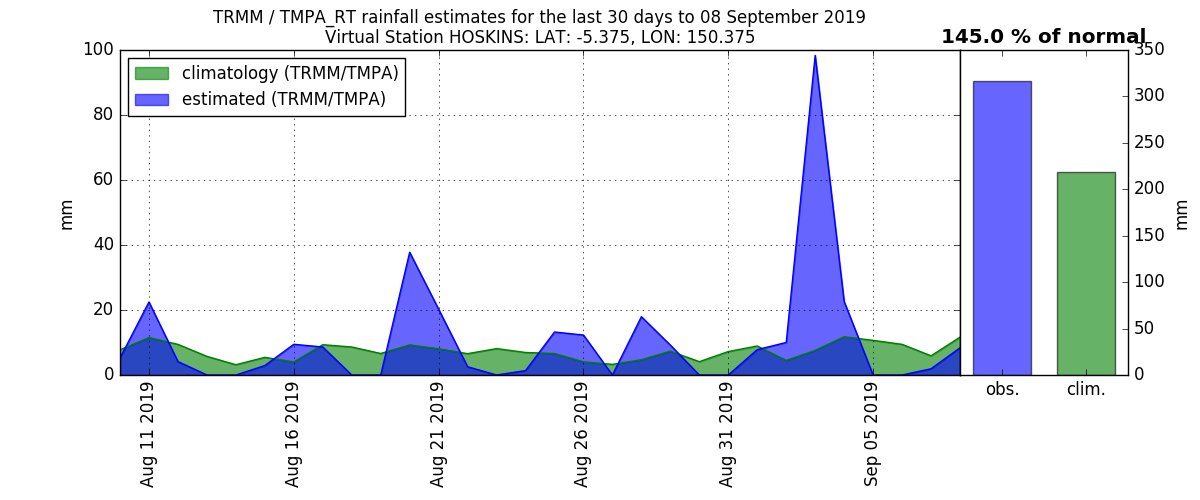 TRMM / TMPA_RT rainfall estimates for the last 30 days to 08 September 2019
Virtual Station HOSKINS: LAT: -5.375, LON: 150.375
145.0 % of normal
climatology (TRMM/TMPA)
estimated (TRMM/TMPA)
100
80
60
40
20
0
mm
Aug 11 2019
Aug 16 2019
Aug 21 2019
Aug 26 2019
Aug 31 2019
Sep 05 2019
obs.
clim.
350
300
250
200
150
100
50
0
mm